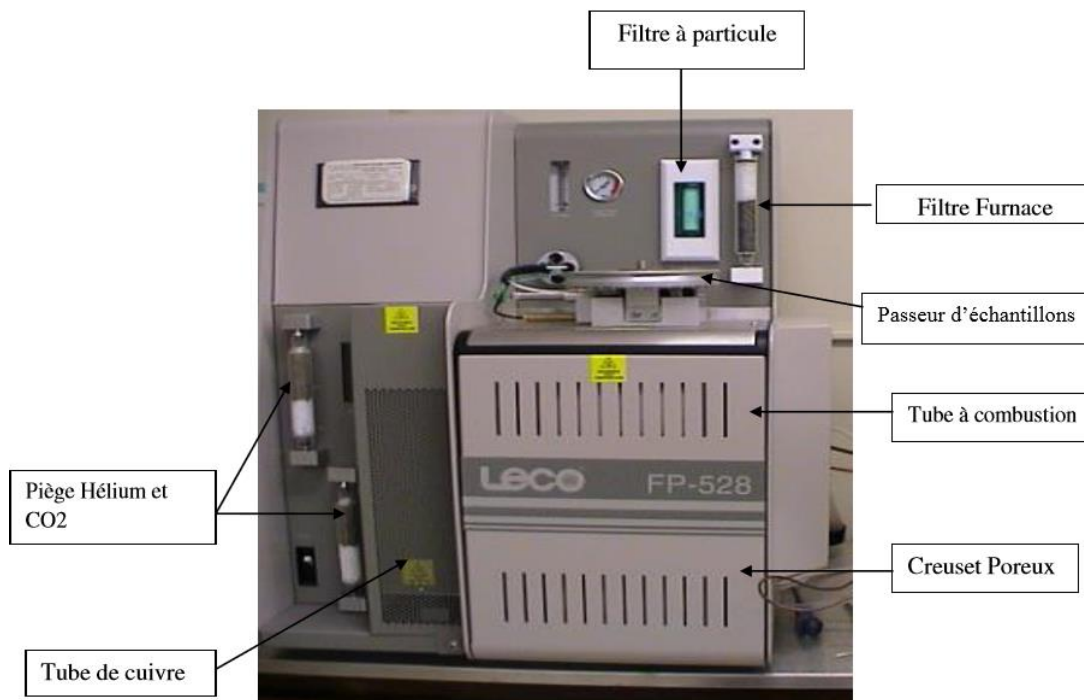 Filtre à particule
Filtre Furnace
Passeur d'échantillons
Tube à combustion
LECO FP-528
Piège Hélium et
CO2
Creuset Poreux
Tube de cuivre